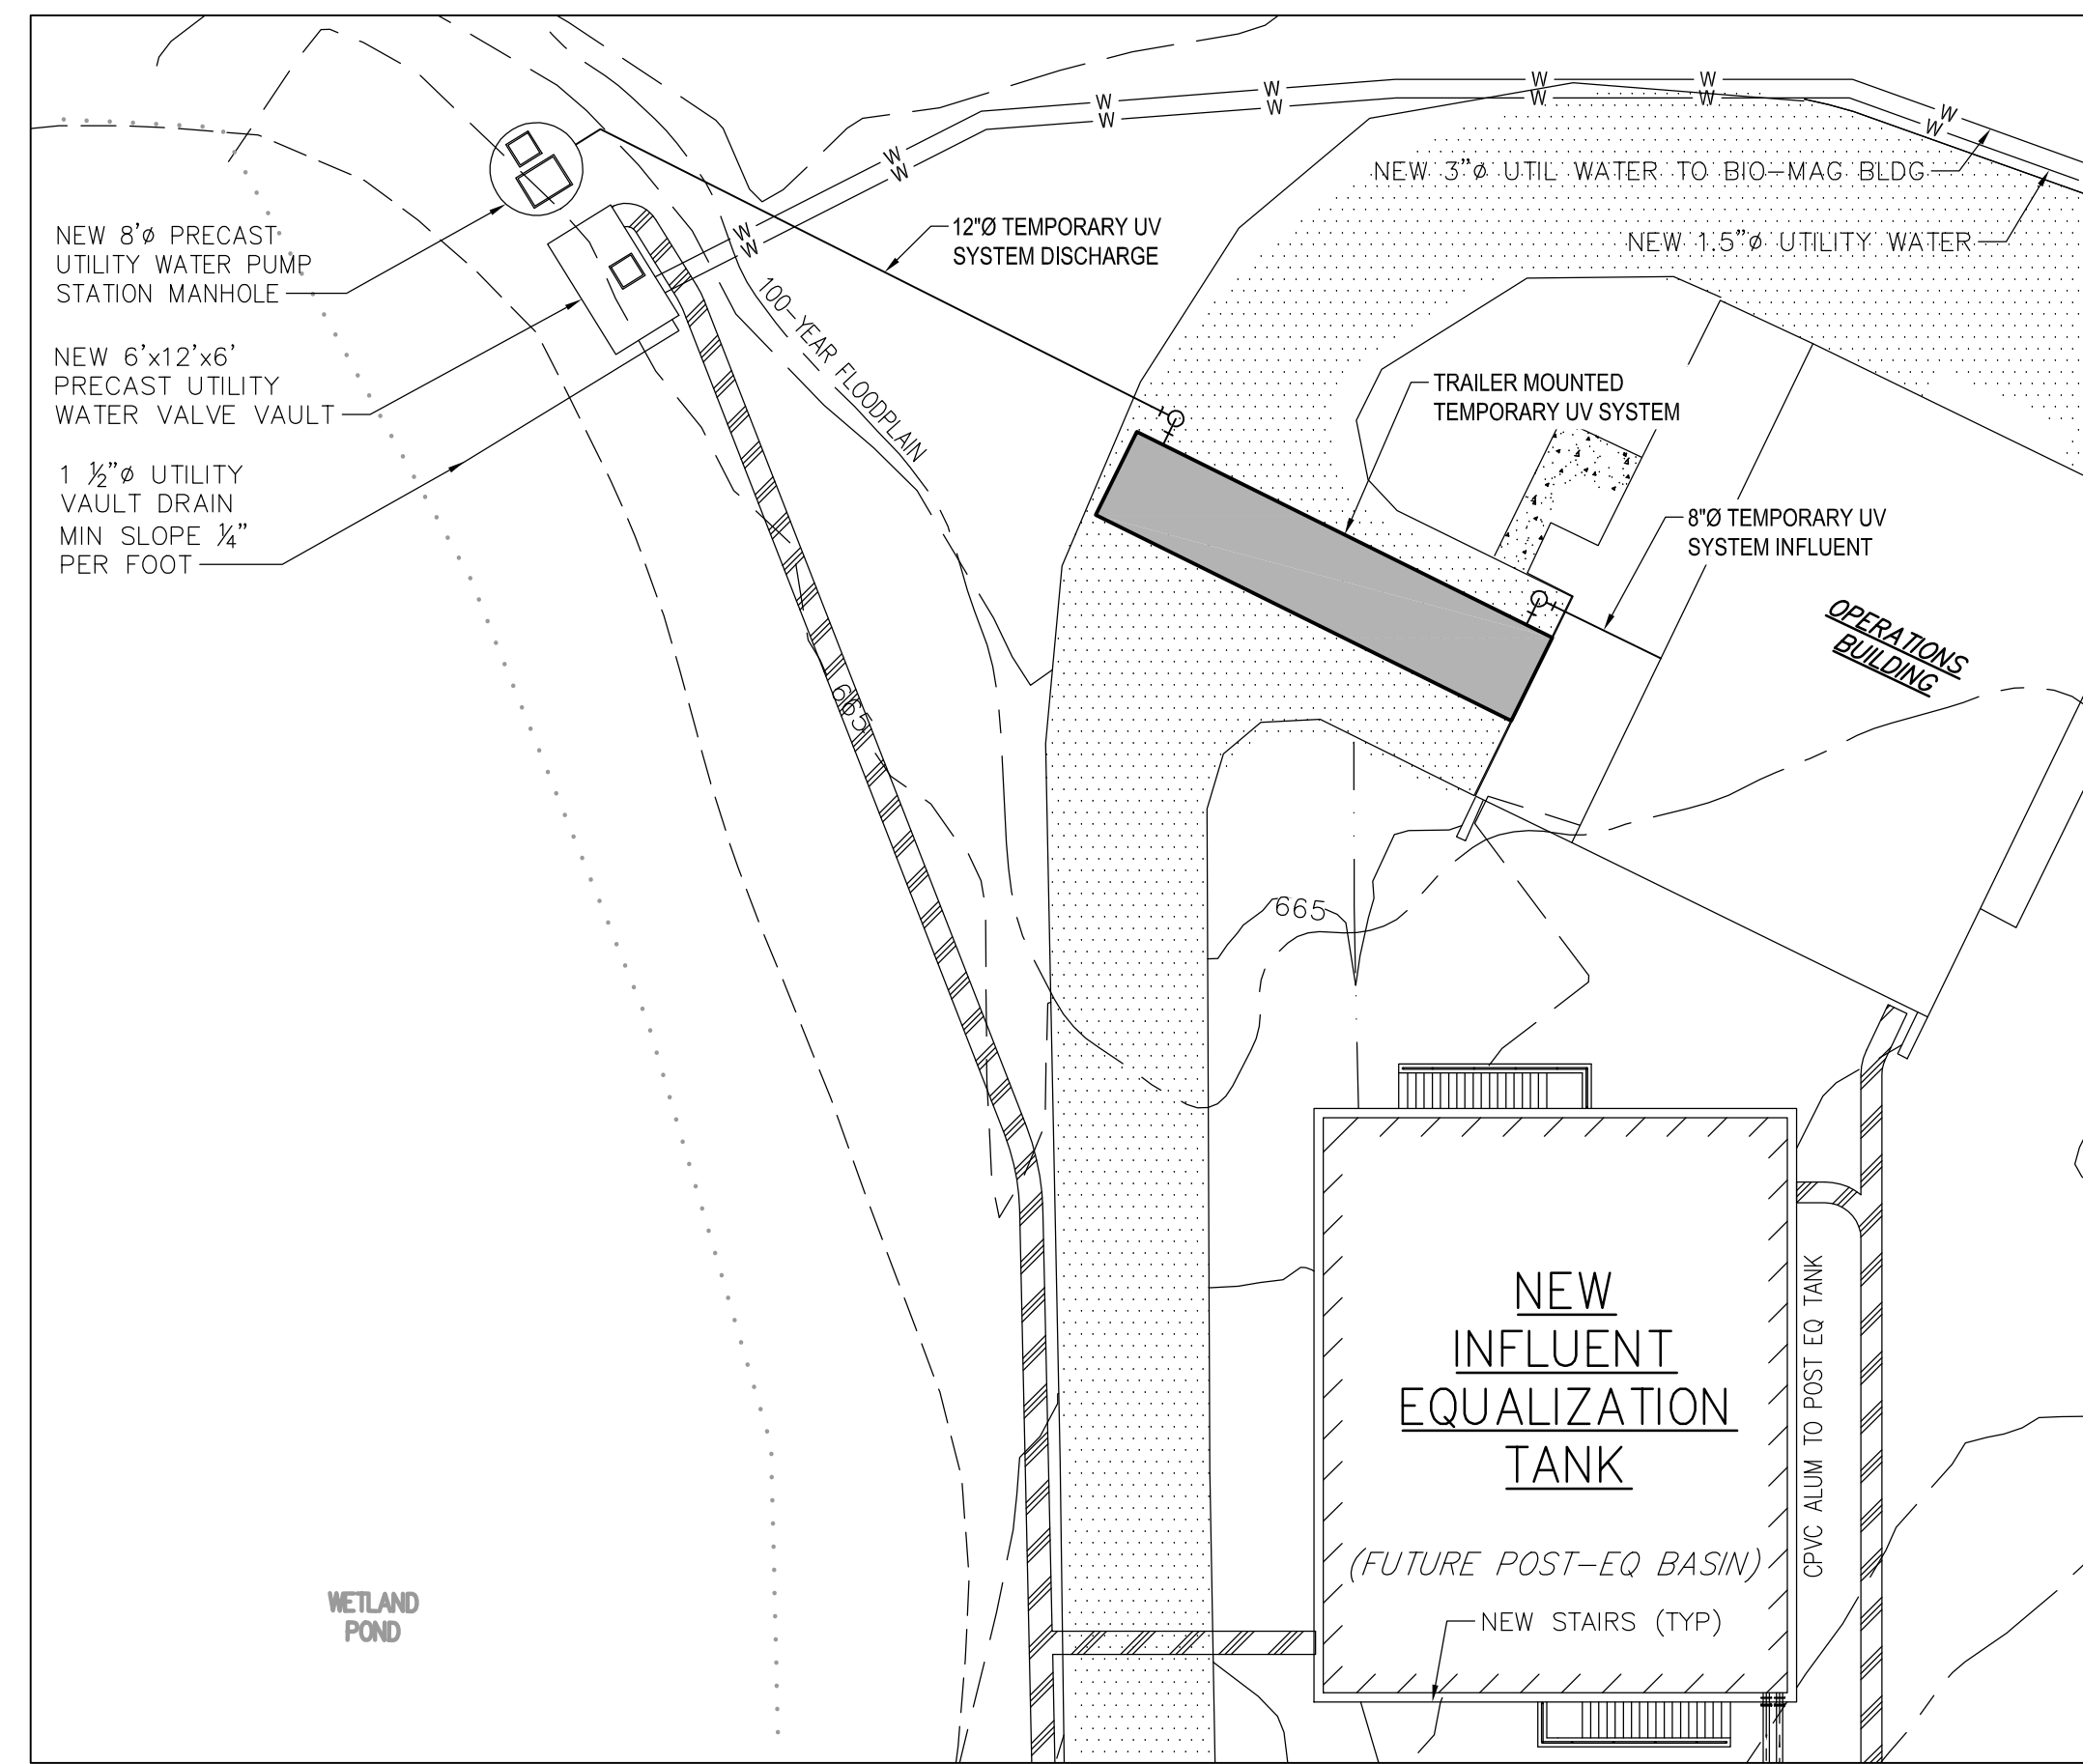 W W W W W
W W W W W
W
W
W
W
NEW 3"ø UTIL WATER TO BIO-MAG BLDG
NEW 1.5"ø UTILITY WATER
NEW 8'ø PRECAST
UTILITY WATER PUMP
STATION MANHOLE
12"Ø TEMPORARY UV
SYSTEM DISCHARGE
100-YEAR FLOODPLAIN
NEW 6'x12'x6'
PRECAST UTILITY
WATER VALVE VAULT
TRAILER MOUNTED
TEMPORARY UV SYSTEM
1 ½"ø UTILITY
VAULT DRAIN
MIN SLOPE ¼"
PER FOOT
8"Ø TEMPORARY UV
SYSTEM INFLUENT
OPERATIONS
BUILDING
665
665
NEW
INFLUENT
EQUALIZATION
TANK
(FUTURE POST-EQ BASIN)
NEW STAIRS (TYP)
CPVC ALUM TO POST EQ TANK
WETLAND
POND